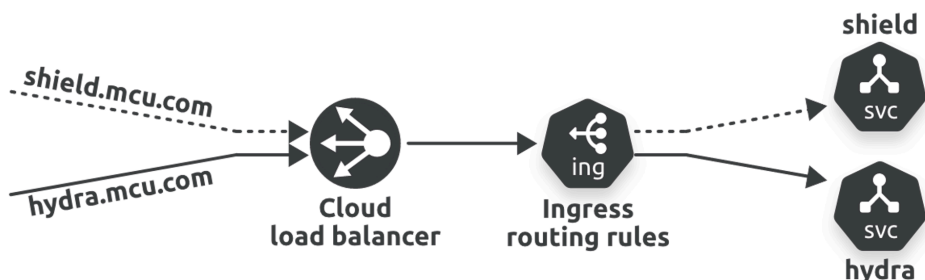 shield.mcu.com
hydra.mcu.com
Cloud
load balancer
ing
Ingress
routing rules
shield
svc
svc
hydra